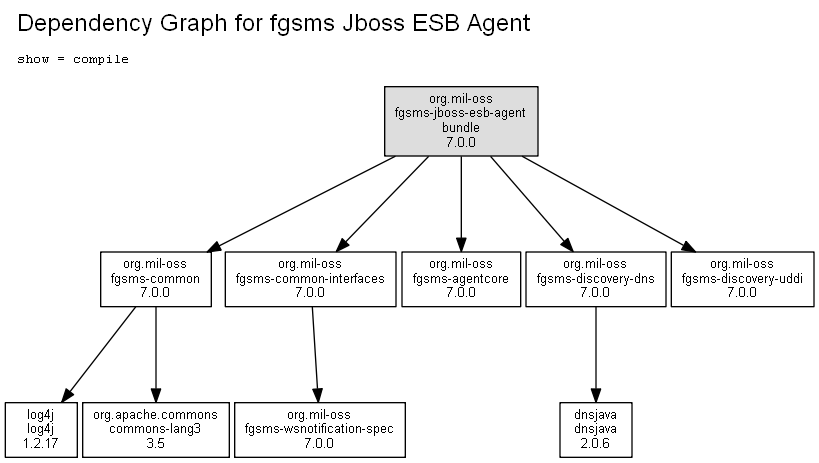 Dependency Graph for fgsms Jboss ESB Agent
show = compile
org.mil-oss
fgsms-jboss-esb-agent
bundle
7.0.0
org.mil-oss
fgsms-common
7.0.0
org.mil-oss
fgsms-common-interfaces
7.0.0
org.mil-oss
fgsms-agentcore
7.0.0
org.mil-oss
fgsms-discovery-dns
7.0.0
org.mil-oss
fgsms-discovery-uddi
7.0.0
log4j
log4j
1.2.17
org.apache.commons
commons-lang3
3.5
org.mil-oss
fgsms-wsnotification-spec
7.0.0
dnsjava
dnsjava
2.0.6